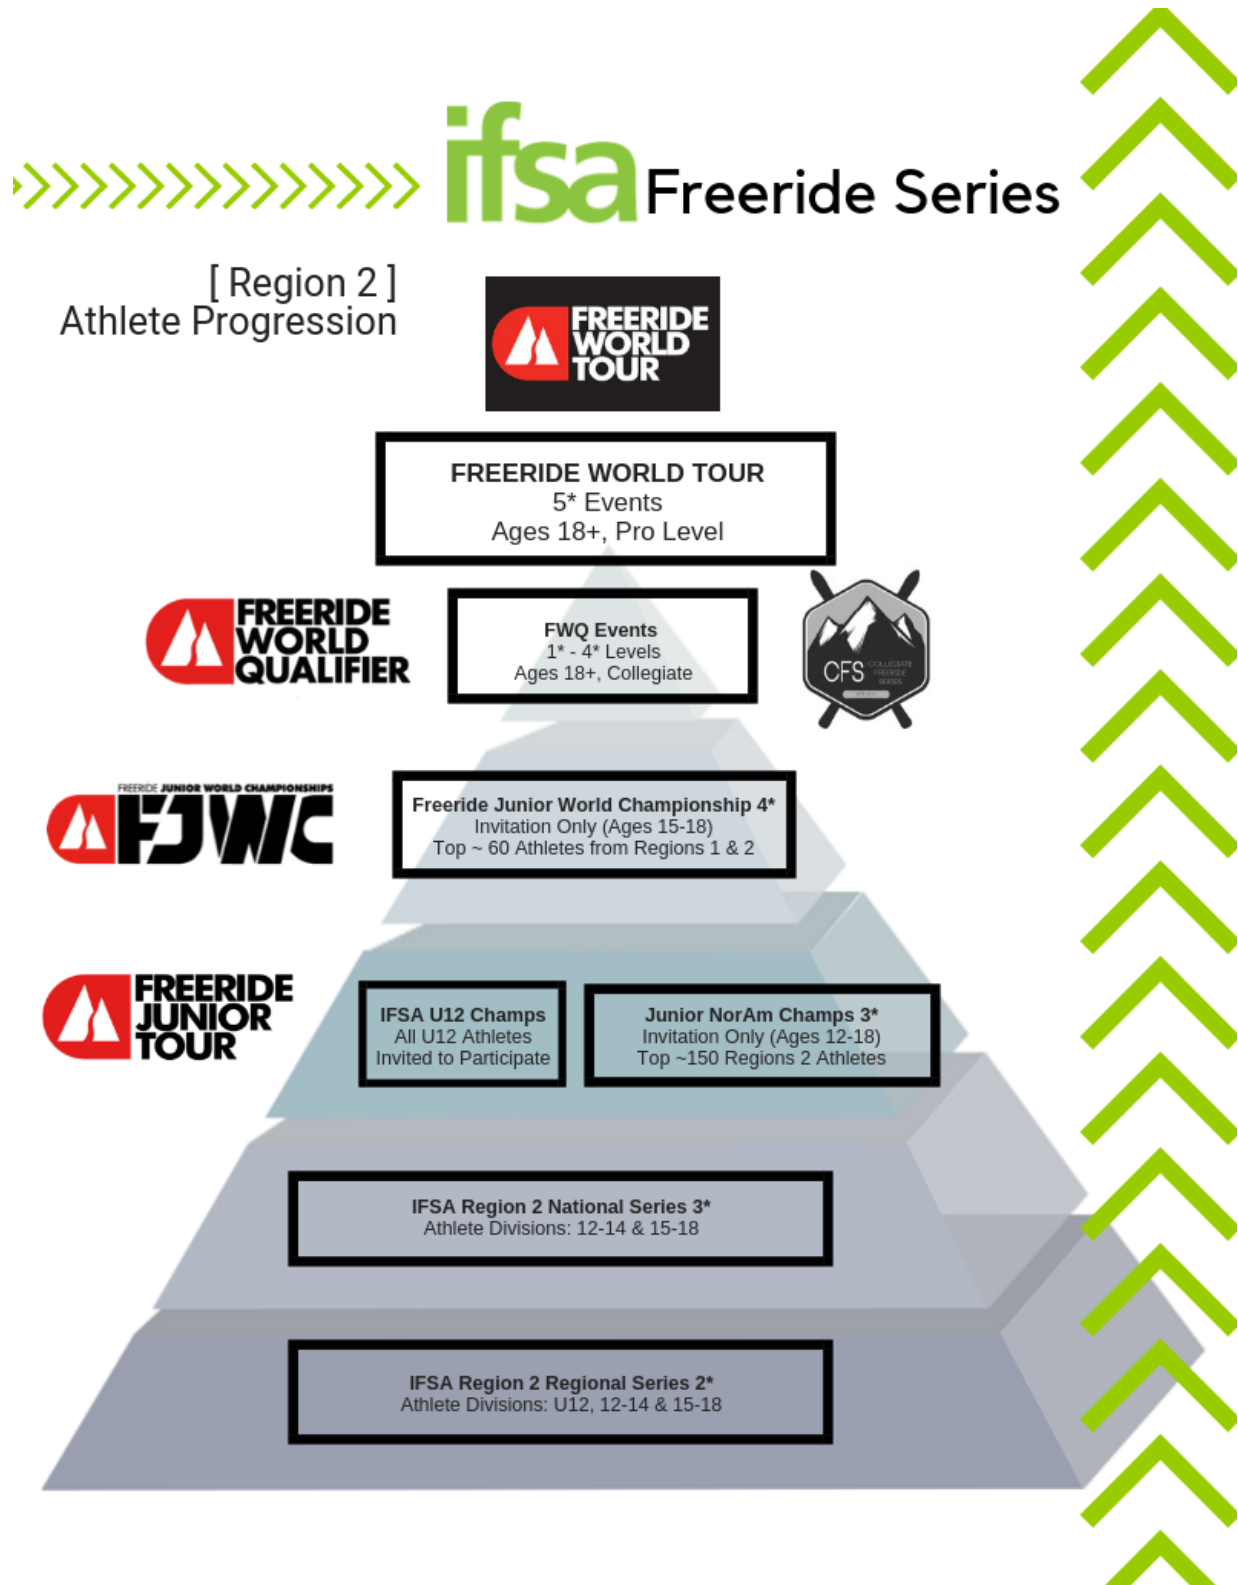 ifsa Freeride Series
[ Region 2 ]
Athlete Progression
FREERIDE
WORLD
TOUR
FREERIDE WORLD TOUR
5* Events
Ages 18+, Pro Level
FREERIDE
WORLD
QUALIFIER
FWQ Events
1* - 4* Levels
Ages 18+, Collegiate
CFS
COLLEGIATE
FREERIDE
SERIES
FREERIDE JUNIOR WORLD CHAMPIONSHIPS
FJWC
Freeride Junior World Championship 4*
Invitation Only (Ages 15-18)
Top ~ 60 Athletes from Regions 1 & 2
FREERIDE
JUNIOR
TOUR
IFSA U12 Champs
All U12 Athletes
Invited to Participate
Junior NorAm Champs 3*
Invitation Only (Ages 12-18)
Top ~150 Regions 2 Athletes
IFSA Region 2 National Series 3*
Athlete Divisions: 12-14 & 15-18
IFSA Region 2 Regional Series 2*
Athlete Divisions: U12, 12-14 & 15-18